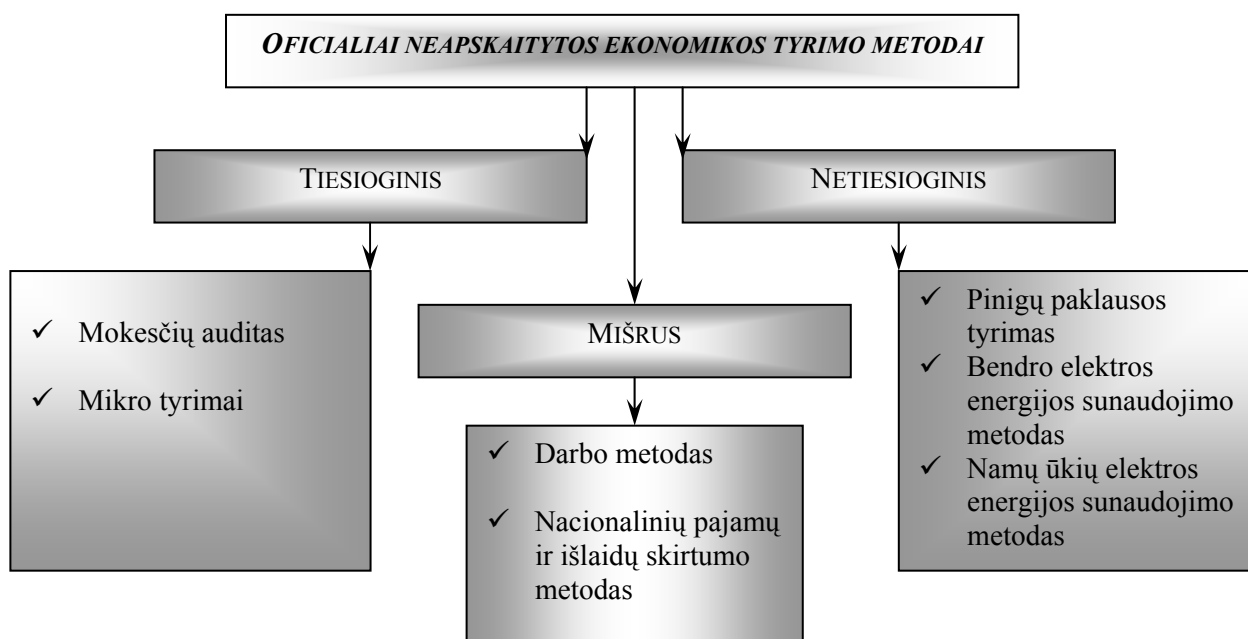 OFICIALIAI NEAPSKAITYTOS EKONOMIKOS TYRIMO METODAI
TIESIOGINIS
NETIESIOGINIS
✓ Mokesčių auditas
✓ Mikro tyrimai
MIŠRUS
✓ Darbo metodas
✓ Nacionalinių pajamų
ir išlaidų skirtumo
metodas
✓ Pinigų paklausos
tyrimas
✓ Bendro elektros
energijos sunaudojimo
metodas
✓ Namų ūkių elektros
energijos sunaudojimo
metodas